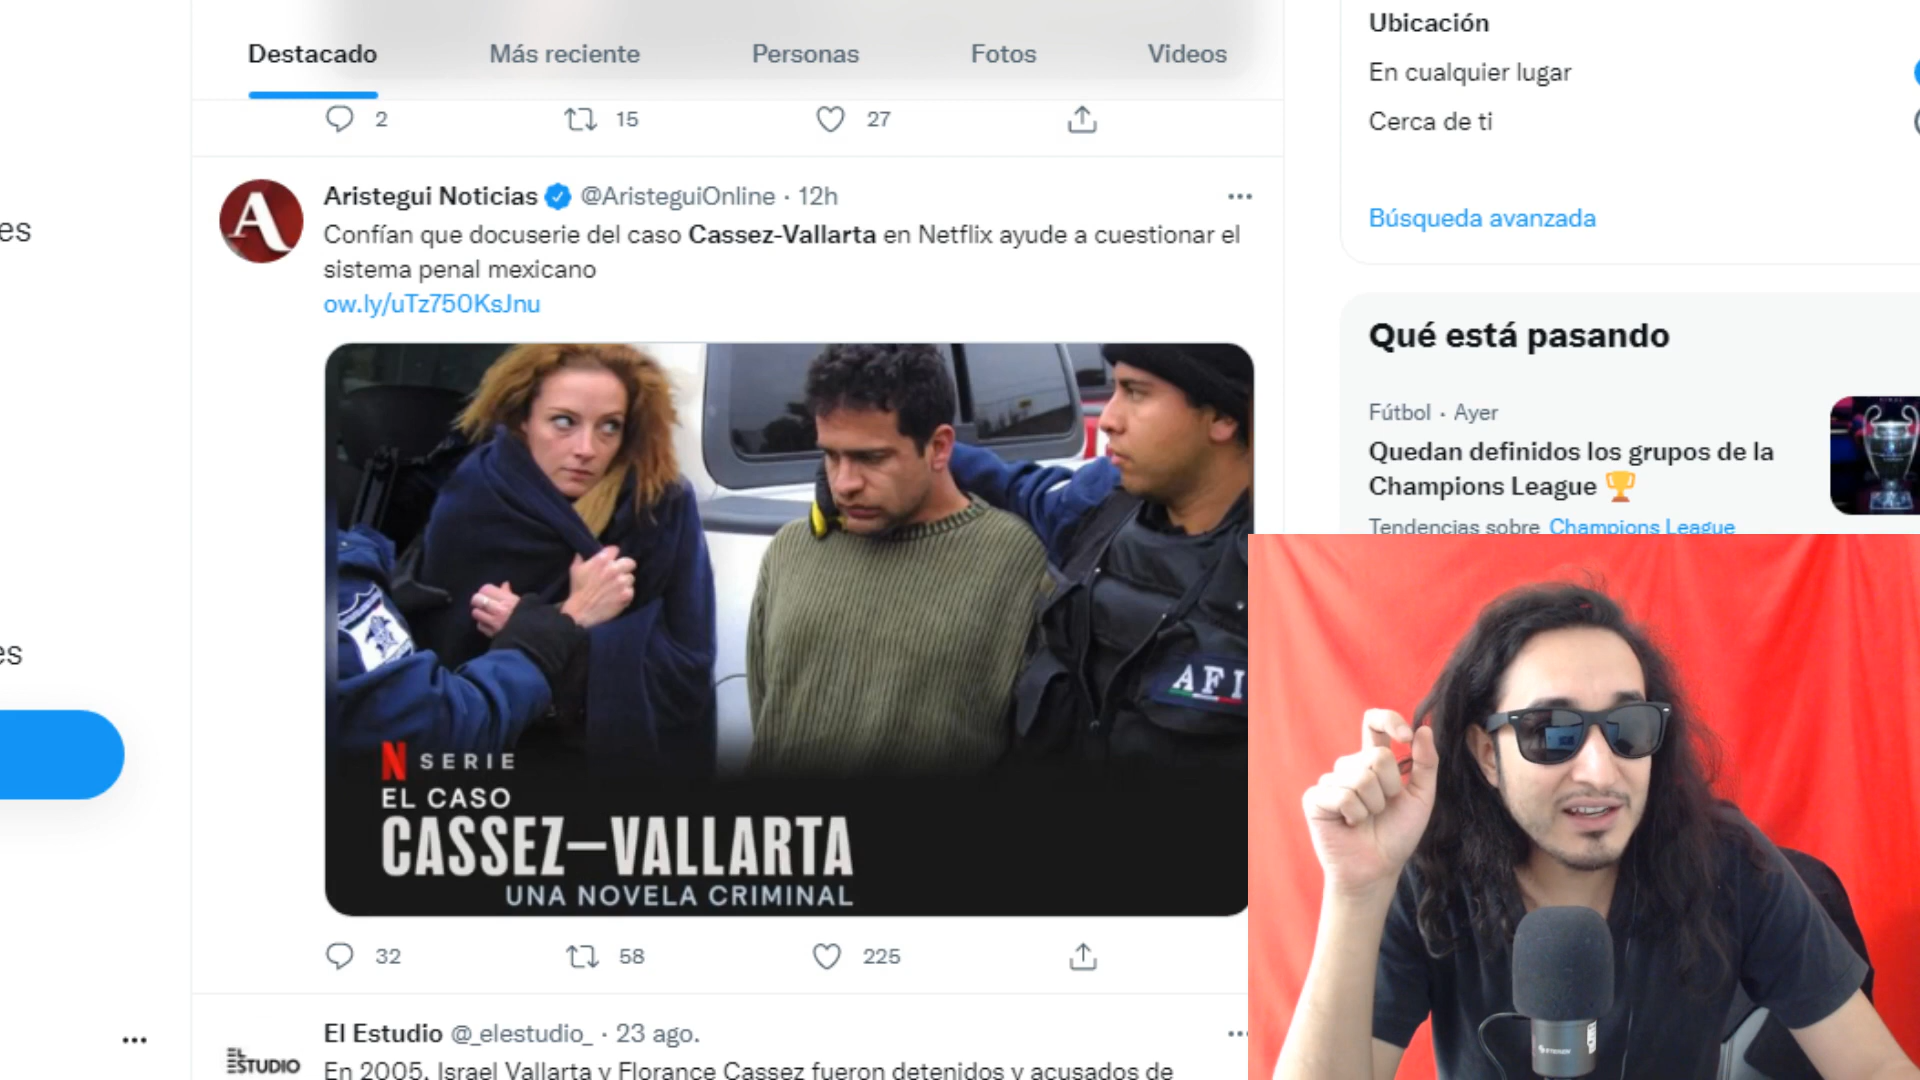 Destacado
Más reciente
Personas
Fotos
Videos
2
15
27
Aristegui Noticias @AristeguiOnline · 12h
Confían que docuserie del caso Cassez-Vallarta en Netflix ayude a cuestionar el
sistema penal mexicano
ow.ly/uTz750KsJnu
AFI
N SERIE
EL CASO
CASSEZ–VALLARTA
UNA NOVELA CRIMINAL
32
58
225
EL
ESTUDIO
El Estudio @_elestudio_ · 23 ago.
En 2005, Israel Vallarta y Florance Cassez fueron detenidos y acusados de
es
es
Ubicación
En cualquier lugar
Cerca de ti
Búsqueda avanzada
Qué está pasando
Fútbol · Ayer
Quedan definidos los grupos de la
Champions League 🏆
Tendencias sobre Champions League